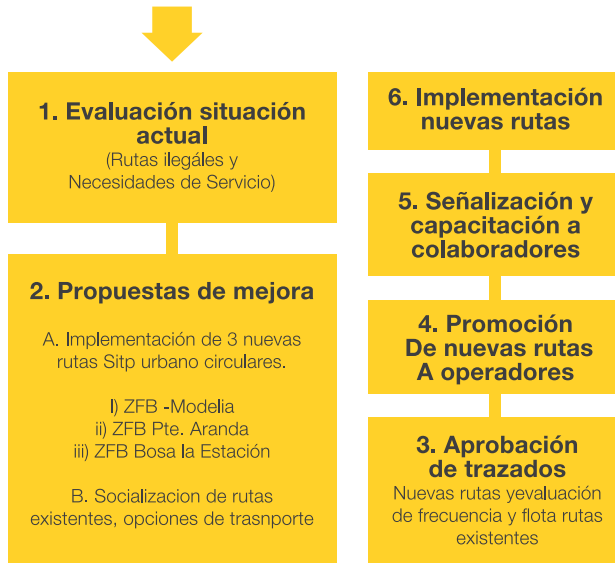 1. Evaluación situación
actual
(Rutas ilegáles y
Necesidades de Servicio)
2. Propuestas de mejora
A. Implementación de 3 nuevas
rutas Sitp urbano circulares.
I) ZFB -Modelia
ii) ZFB Pte. Aranda
iii) ZFB Bosa la Estación
B. Socializacion de rutas
existentes, opciones de trasnporte
6. Implementación
nuevas rutas
5. Señalización y
capacitación a
colaboradores
4. Promoción
De nuevas rutas
A operadores
3. Aprobación
de trazados
Nuevas rutas yevaluación
de frecuencia y flota rutas
existentes